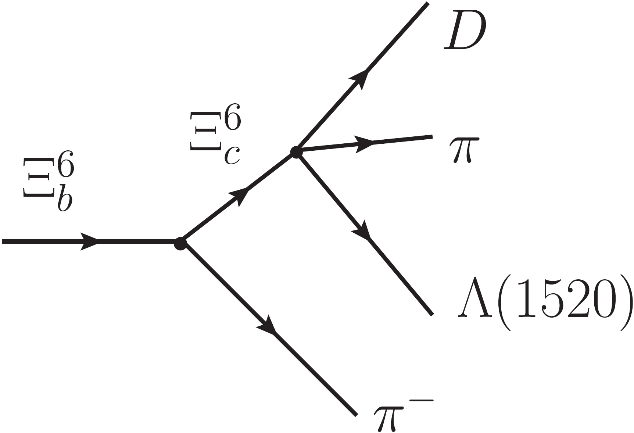 D
Ξ_c^6
π
Ξ_b^6
Λ(1520)
π^-